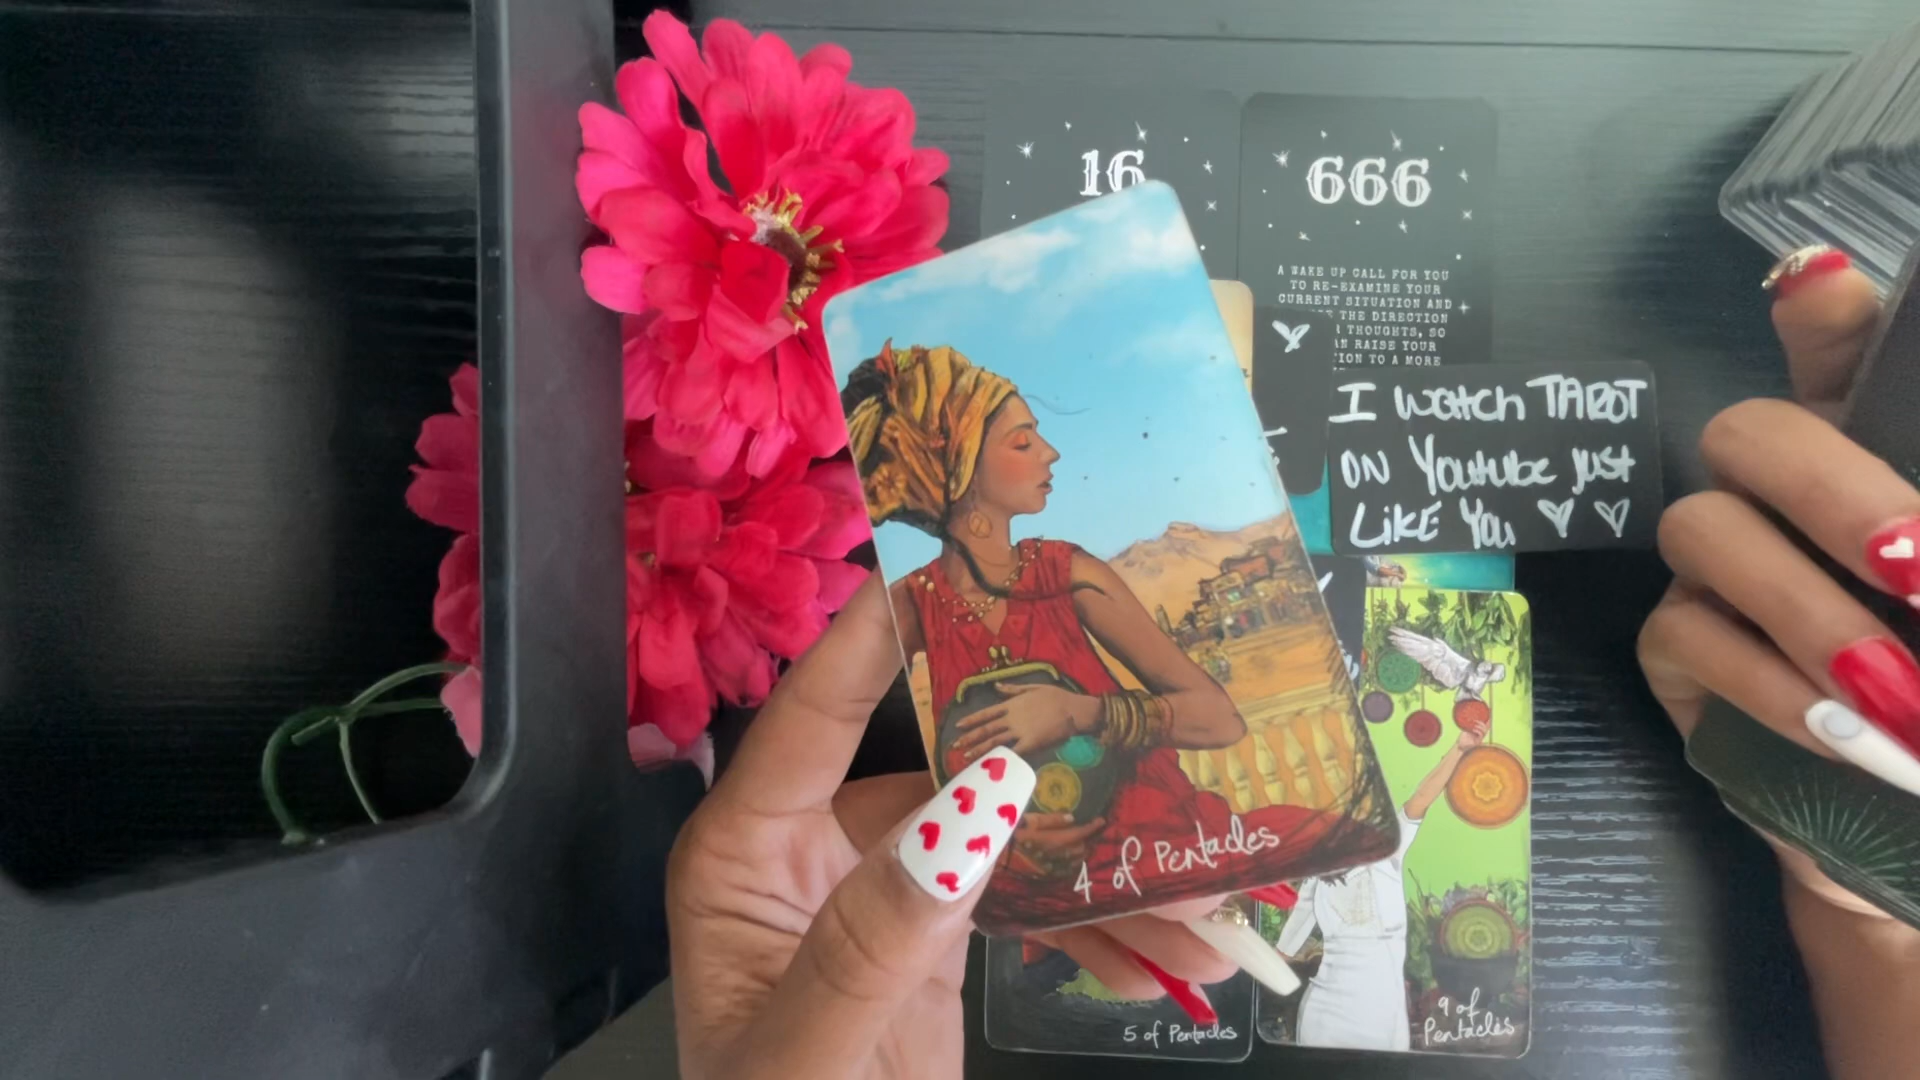 16
666
A WAKE UP CALL FOR YOU
TO RE-EXAMINE YOUR
CURRENT SITUATION AND
THE DIRECTION
THOUGHTS, SO
RAISE YOUR
TO A MORE
I WATCH TAROT
ON YouTube JUST
LIKE You
4 of Pentacles
5 of Pentacles
9 of
Pentacles